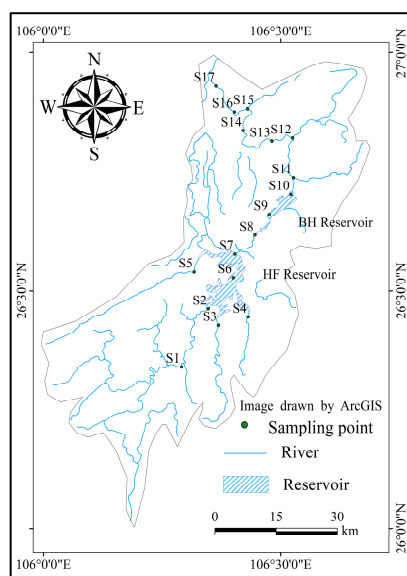 106°0'0"E
106°30'0"E
27°0'0"N
N
W
E
S
S17
S16
S15
S14
S13
S12
S11
S10
S9
BH Reservoir
S8
S7
S6
S5
HF Reservoir
26°30'0"N
26°30'0"N
S2
S3
S4
S1
Image drawn by ArcGIS
Sampling point
River
Reservoir
0
15
30
km
26°0'0"N
106°0'0"E
106°30'0"E